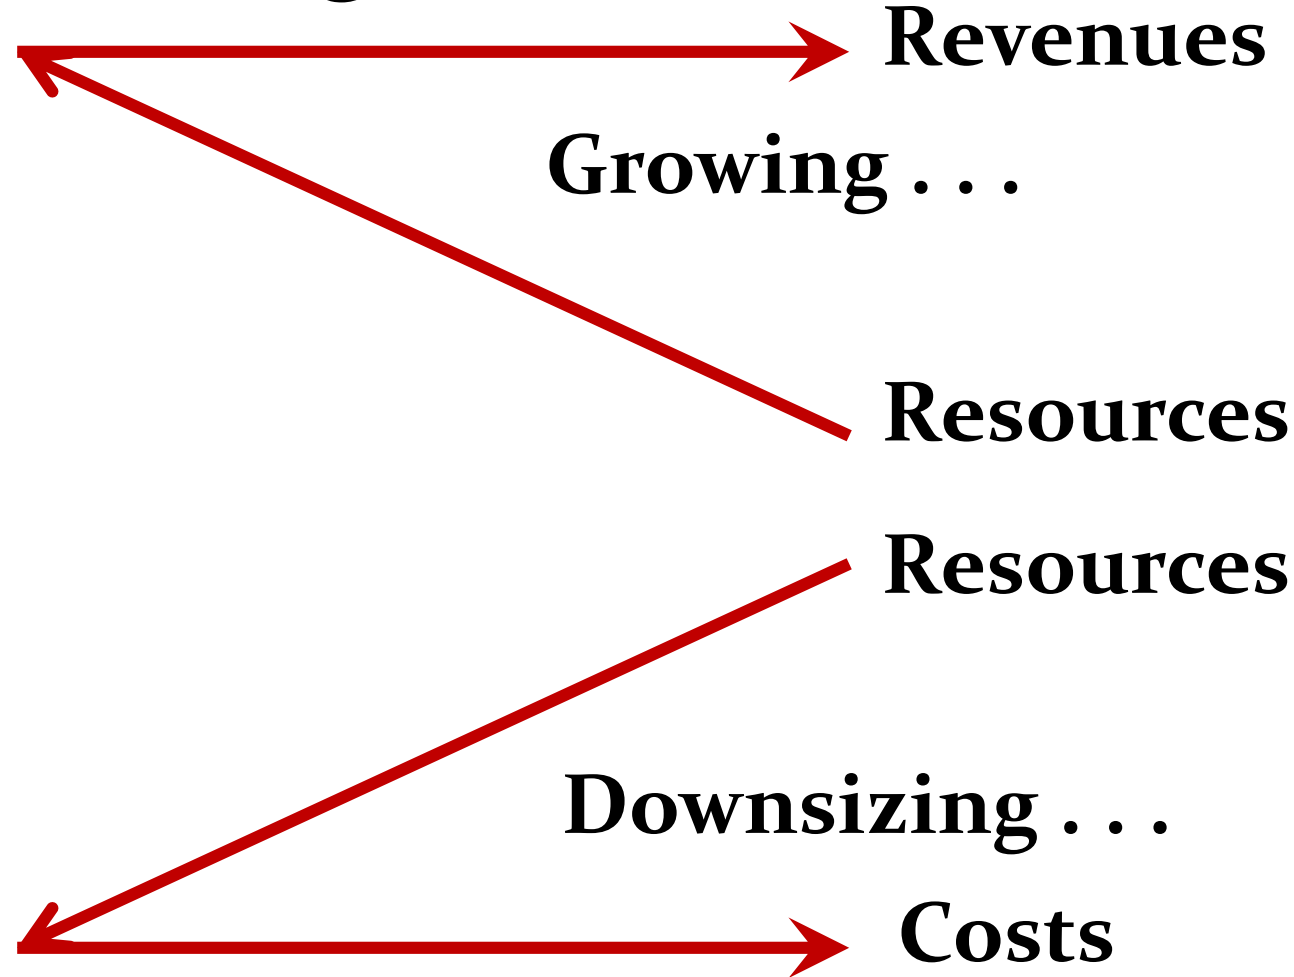 Revenues
Growing . . .
Resources
Resources
Downsizing . . .
Costs